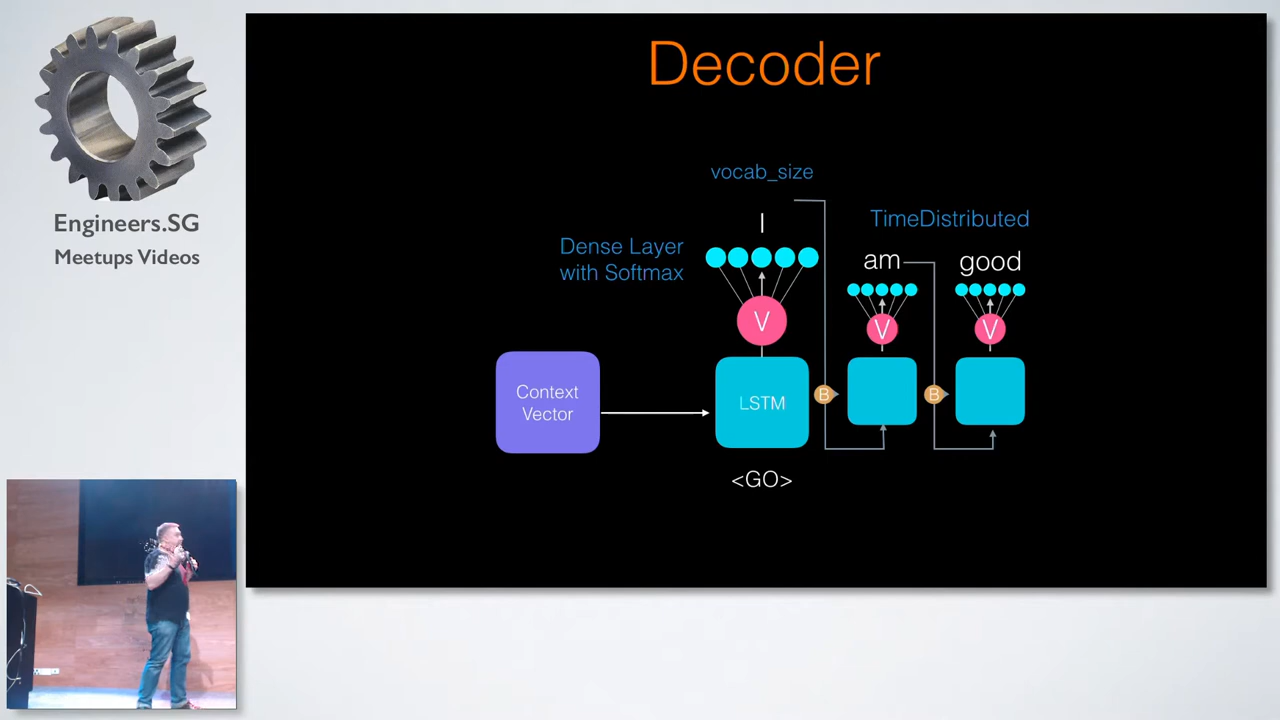 Engineers.SG
Meetups Videos
Decoder
vocab_size
I
Dense Layer
with Softmax
TimeDistributed
am
good
V
V
V
Context
Vector
LSTM
B
B
<GO>